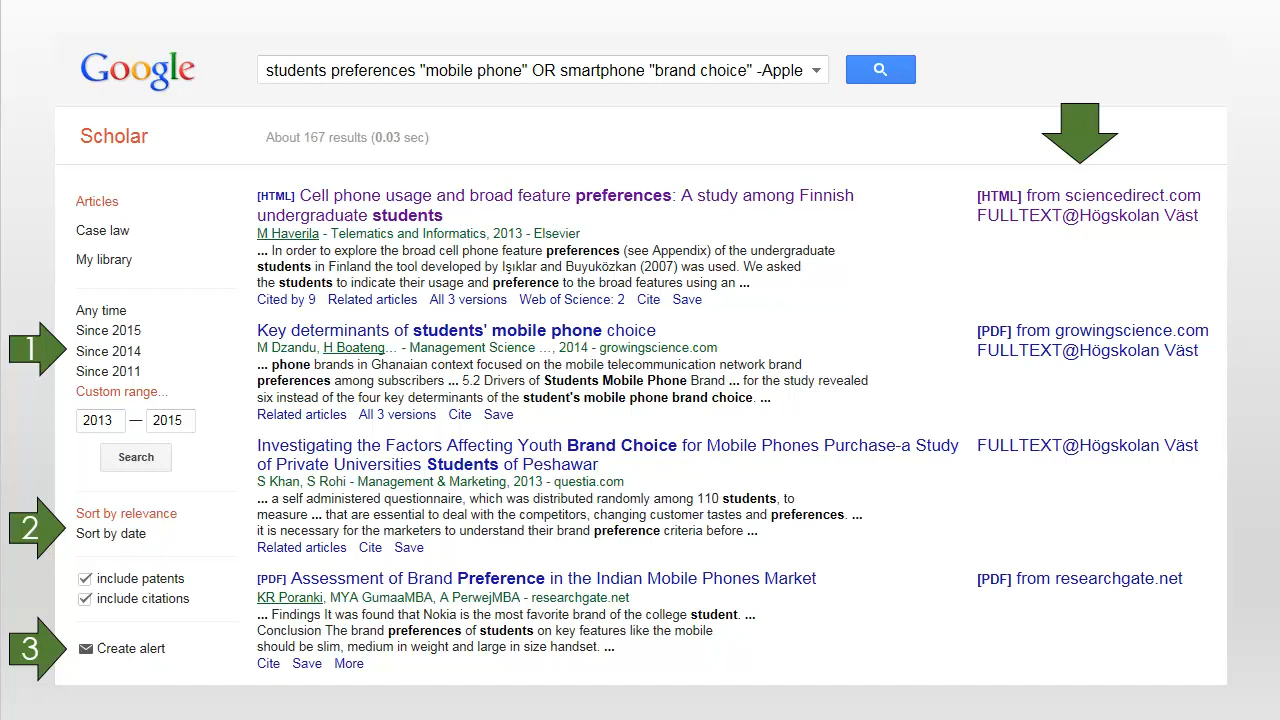 Google
students preferences "mobile phone" OR smartphone "brand choice" -Apple
Scholar
About 167 results (0.03 sec)
Articles
Case law
My library
Any time
Since 2015
1
Since 2014
Since 2011
Custom range...
2013 — 2015
Search
2
Sort by relevance
Sort by date
include patents
include citations
3
Create alert
[HTML] Cell phone usage and broad feature preferences: A study among Finnish
undergraduate students
M Haverila - Telematics and Informatics, 2013 - Elsevier
... In order to explore the broad cell phone feature preferences (see Appendix) of the undergraduate
students in Finland the tool developed by Işıklar and Buyuközkan (2007) was used. We asked
the students to indicate their usage and preference to the broad features using an ...
Cited by 9 Related articles All 3 versions Web of Science: 2 Cite Save
[HTML] from sciencedirect.com
FULLTEXT@Högskolan Väst
Key determinants of students' mobile phone choice
M Dzandu, H Boateng... - Management Science ..., 2014 - growingscience.com
... phone brands in Ghanaian context focused on the mobile telecommunication network brand
preferences among subscribers ... 5.2 Drivers of Students Mobile Phone Brand ... for the study revealed
six instead of the four key determinants of the student's mobile phone brand choice. ...
Related articles All 3 versions Cite Save
[PDF] from growingscience.com
FULLTEXT@Högskolan Väst
Investigating the Factors Affecting Youth Brand Choice for Mobile Phones Purchase-a Study
of Private Universities Students of Peshawar
S Khan, S Rohi - Management & Marketing, 2013 - questia.com
... a self administered questionnaire, which was distributed randomly among 110 students, to
measure ... that are essential to deal with the competitors, changing customer tastes and preferences. ...
it is necessary for the marketers to understand their brand preference criteria before ...
Related articles Cite Save
FULLTEXT@Högskolan Väst
[PDF] Assessment of Brand Preference in the Indian Mobile Phones Market
KR Poranki, MYA GumaaMBA, A PerwejMBA - researchgate.net
... Findings It was found that Nokia is the most favorite brand of the college student. ...
Conclusion The brand preferences of students on key features like the mobile
should be slim, medium in weight and large in size handset. ...
Cite Save More
[PDF] from researchgate.net